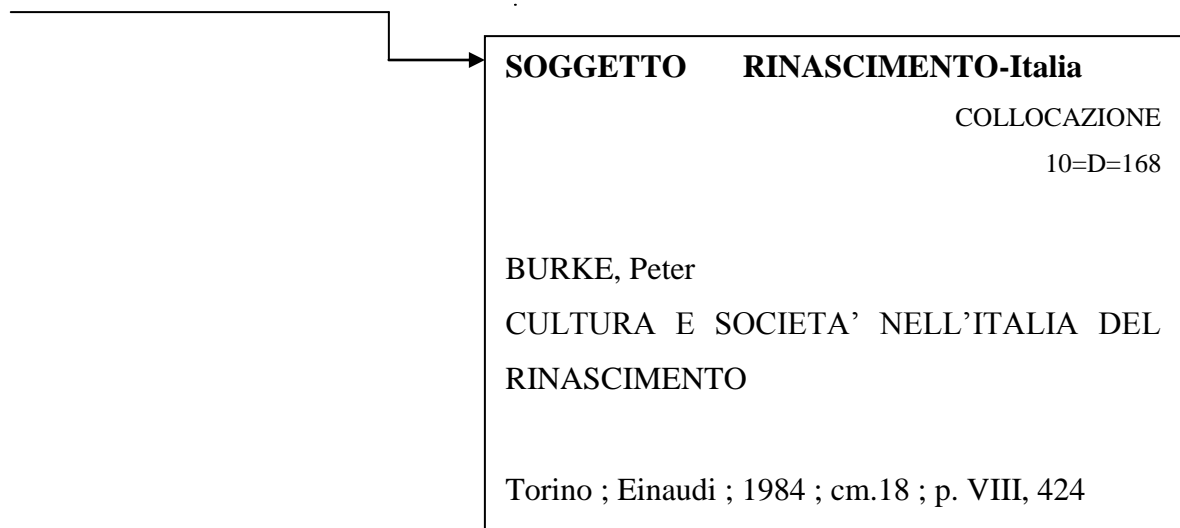 SOGGETTO RINASCIMENTO-Italia
COLLOCAZIONE
10=D=168
BURKE, Peter
CULTURA E SOCIETA’ NELL’ITALIA DEL
RINASCIMENTO
Torino ; Einaudi ; 1984 ; cm.18 ; p. VIII, 424